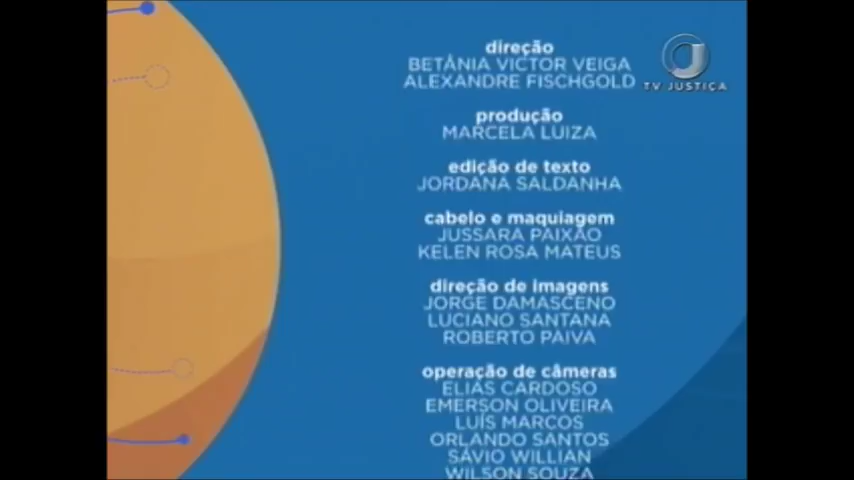 direção
BETÂNIA VICTOR VEIGA
ALEXANDRE FISCHGOLD
TV JUSTIÇA
produção
MARCELA LUIZA
edição de texto
JORDANA SALDANHA
cabelo e maquiagem
JUSSARA PAIXÃO
KELEN ROSA MATEUS
direção de imagens
JORGE DAMASCENO
LUCIANO SANTANA
ROBERTO PAIVA
operação de câmeras
ELIAS CARDOSO
EMERSON OLIVEIRA
LUÍS MARCOS
ORLANDO SANTOS
SÁVIO WILLIAN
WILSON SOUZA